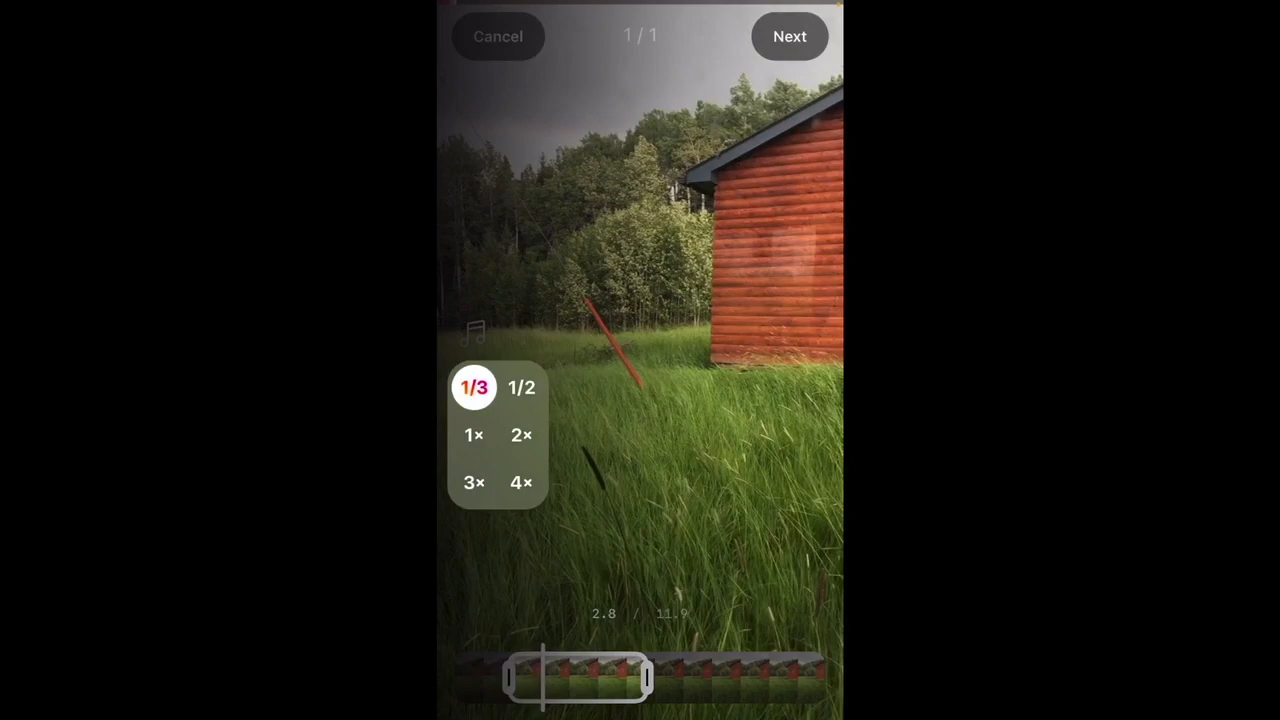 Cancel 1 / 1 Next
1/3 1/2
1× 2×
3× 4×
2.8 / 11.9